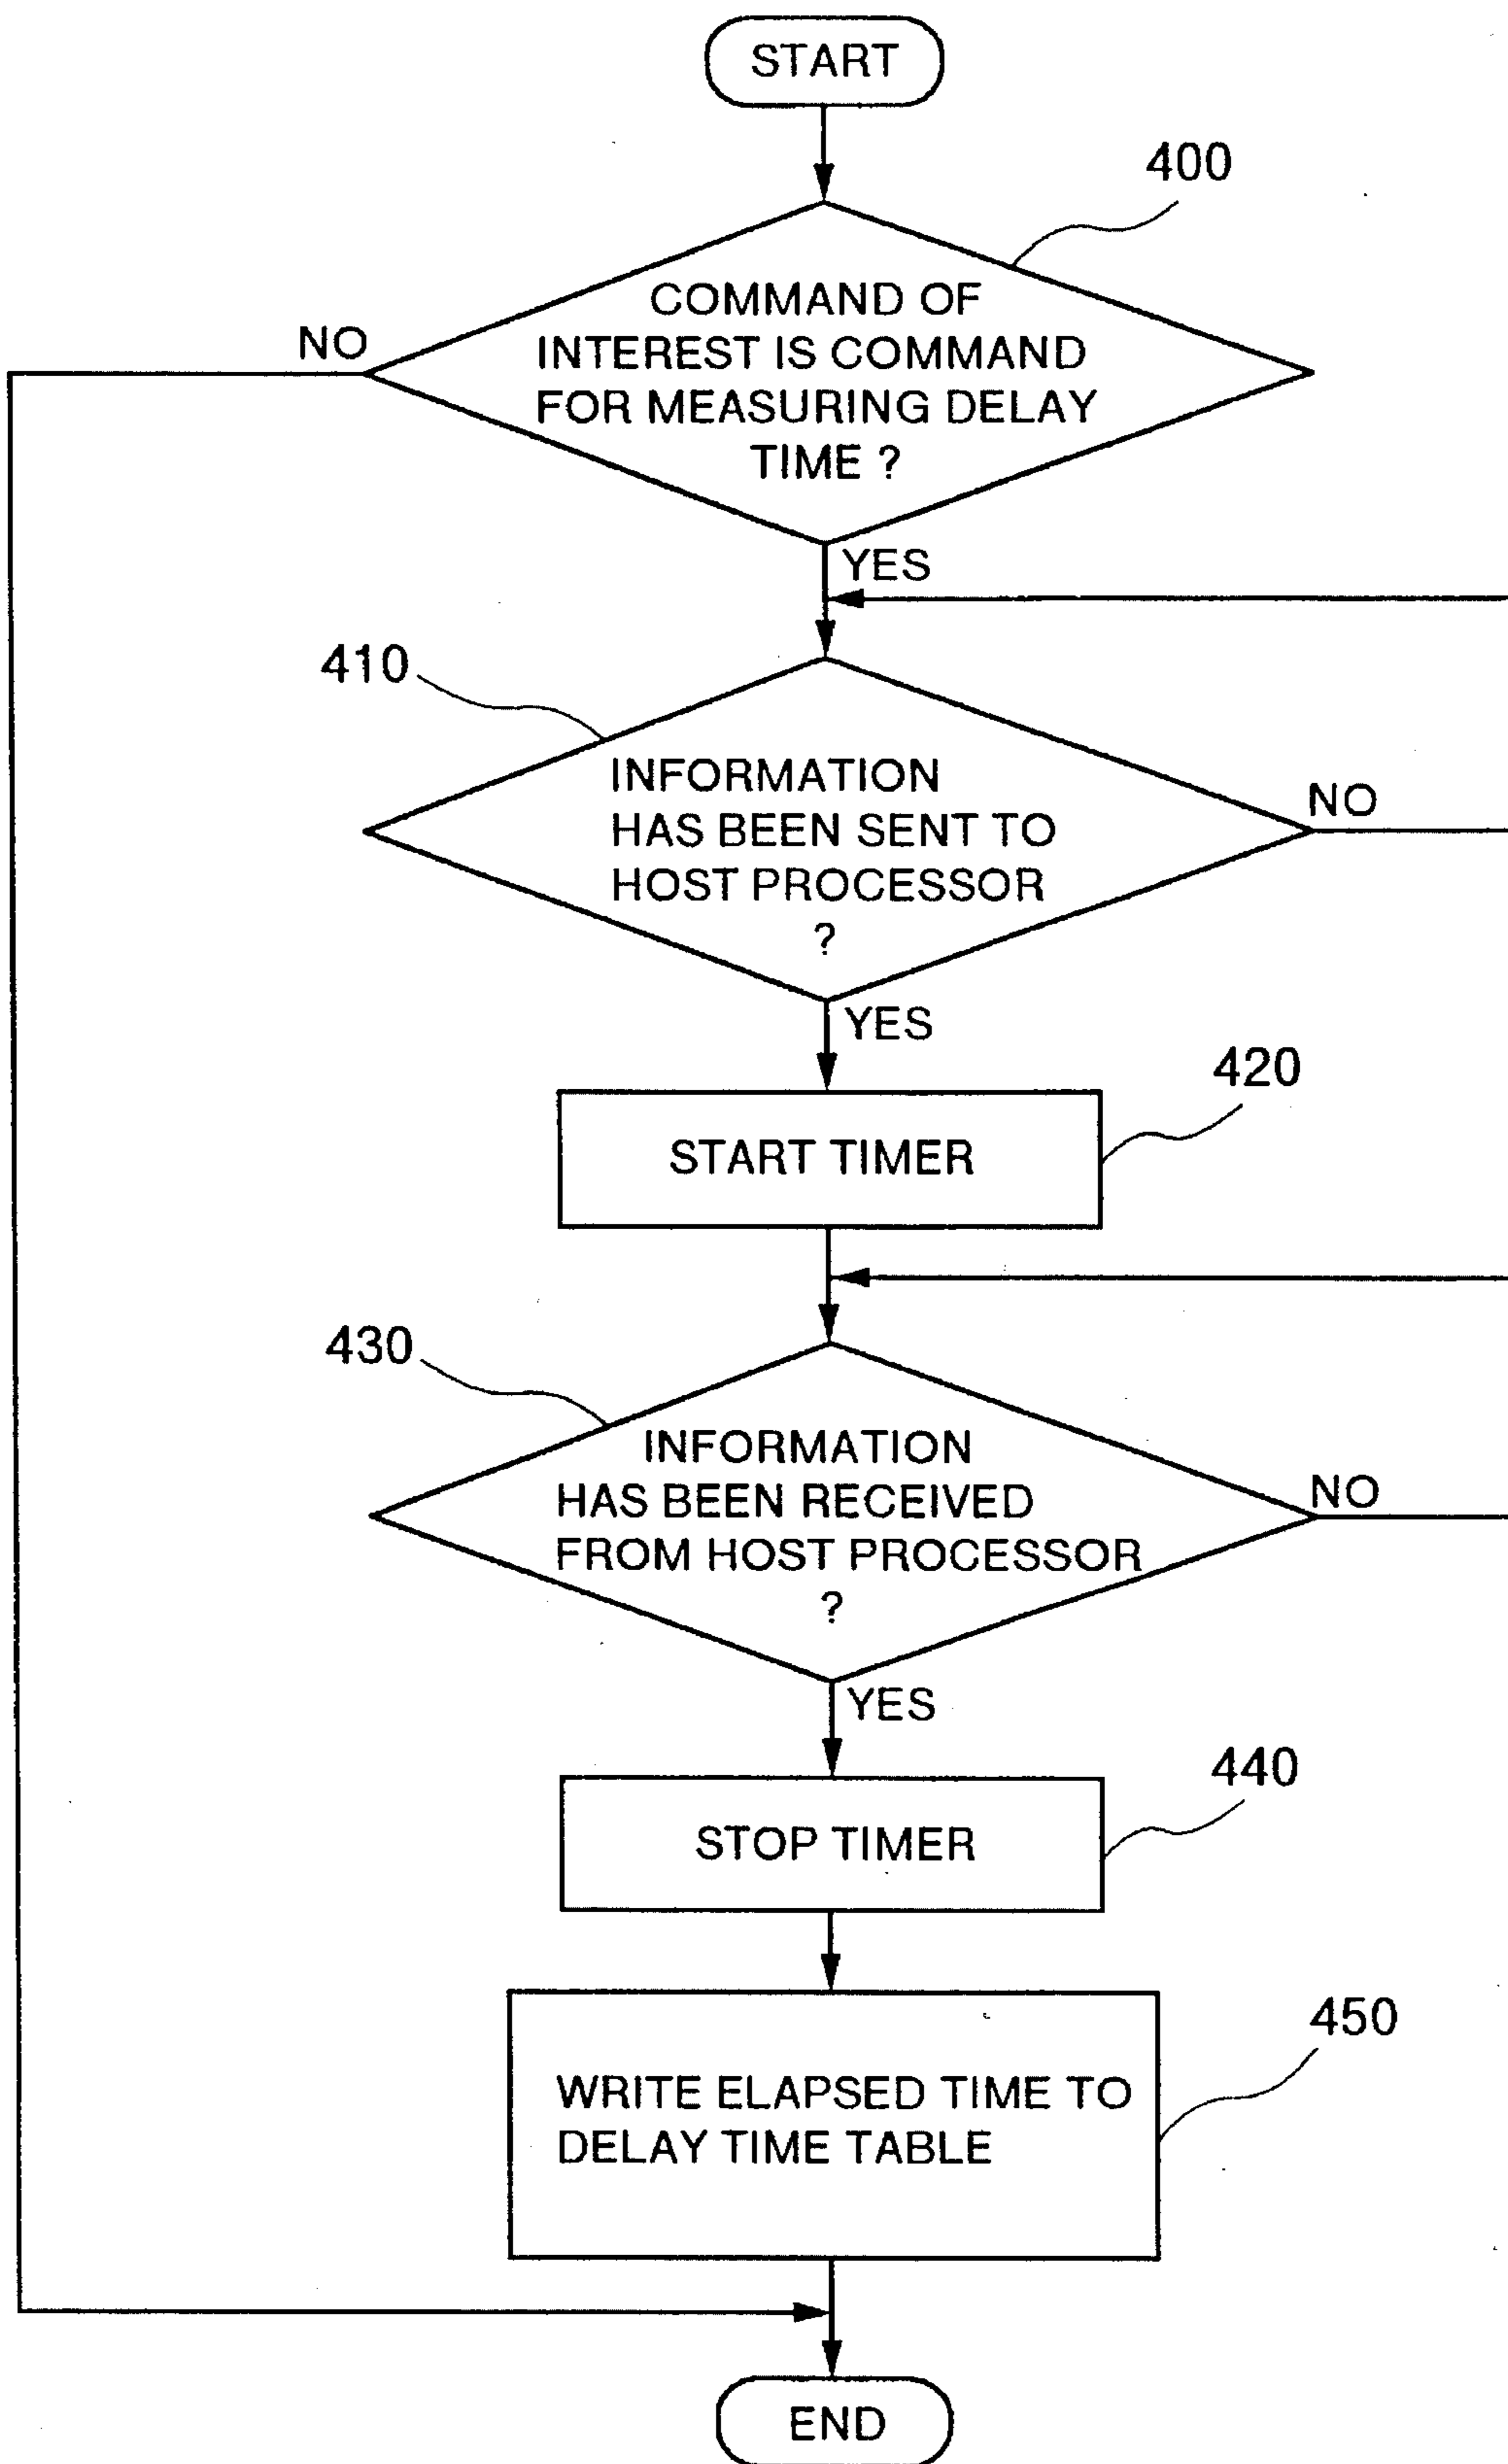 START
400
COMMAND OF
INTEREST IS COMMAND
FOR MEASURING DELAY
TIME ?
NO
YES
410
INFORMATION
HAS BEEN SENT TO
HOST PROCESSOR
?
NO
YES
420
START TIMER
430
INFORMATION
HAS BEEN RECEIVED
FROM HOST PROCESSOR
?
NO
YES
440
STOP TIMER
450
WRITE ELAPSED TIME TO
DELAY TIME TABLE
END